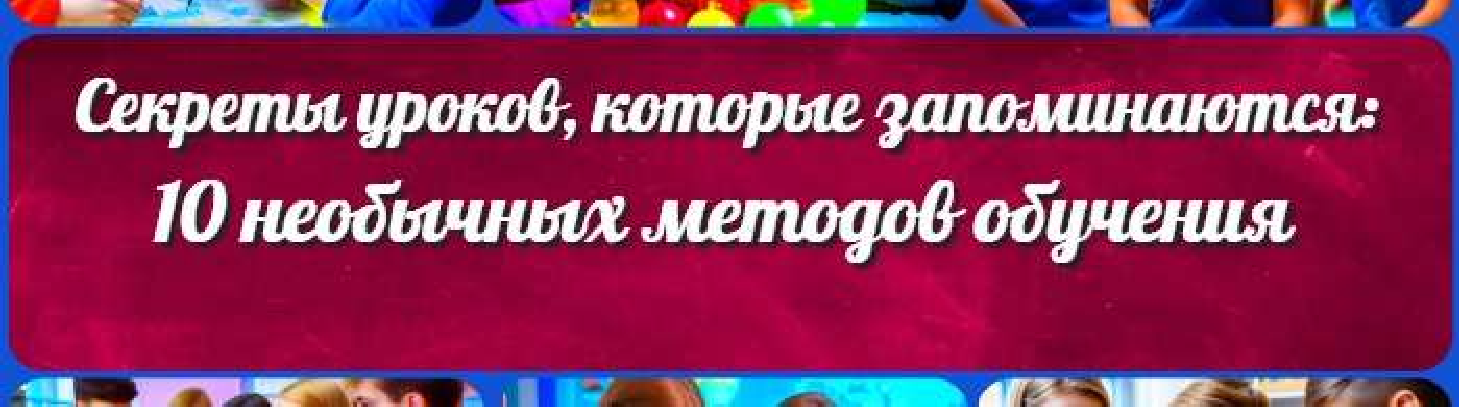 Секреты уроков, которые запоминаются:
10 необычных методов обучения